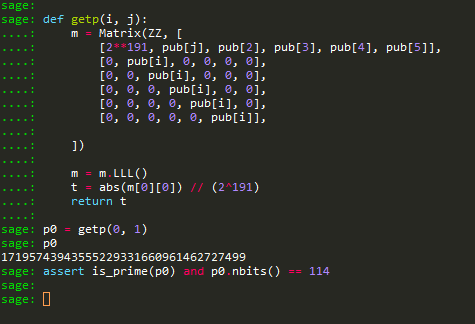 sage:
sage: def getp(i, j):
....:     m = Matrix(ZZ, [
....:         [2**191, pub[j], pub[2], pub[3], pub[4], pub[5]],
....:         [0, pub[i], 0, 0, 0, 0],
....:         [0, 0, pub[i], 0, 0, 0],
....:         [0, 0, 0, pub[i], 0, 0],
....:         [0, 0, 0, 0, pub[i], 0],
....:         [0, 0, 0, 0, 0, pub[i]],
....:
....:     ])
....:
....:     m = m.LLL()
....:     t = abs(m[0][0]) // (2^191)
....:     return t
....:
sage: p0 = getp(0, 1)
sage: p0
17195743943555229331660961462727499
sage: assert is_prime(p0) and p0.nbits() == 114
sage:
sage: